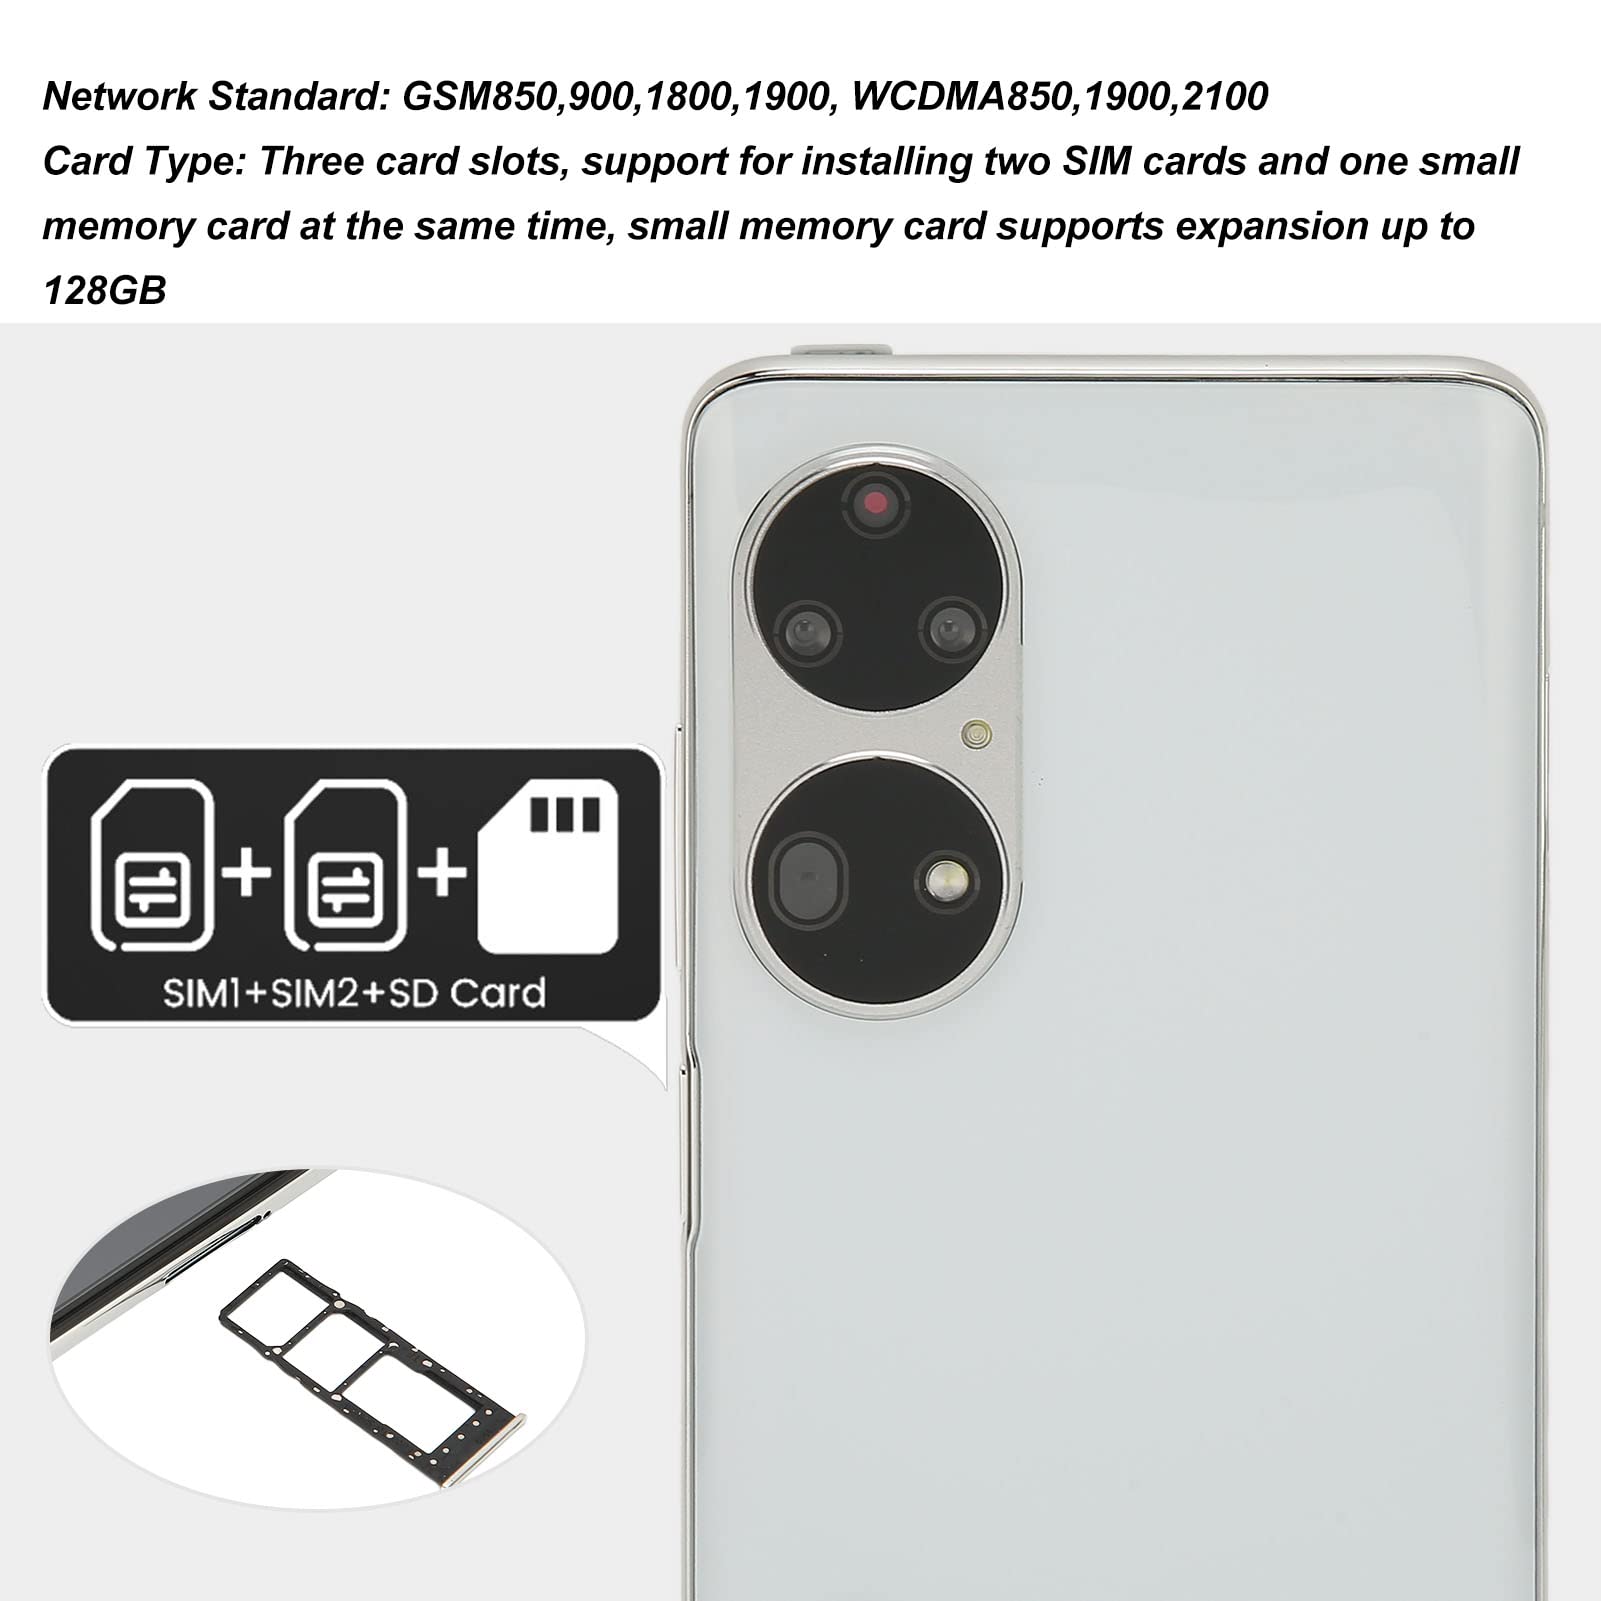 Network Standard: GSM850,900,1800,1900, WCDMA850,1900,2100
Card Type: Three card slots, support for installing two SIM cards and one small
memory card at the same time, small memory card supports expansion up to
128GB
SIM1+SIM2+SD Card